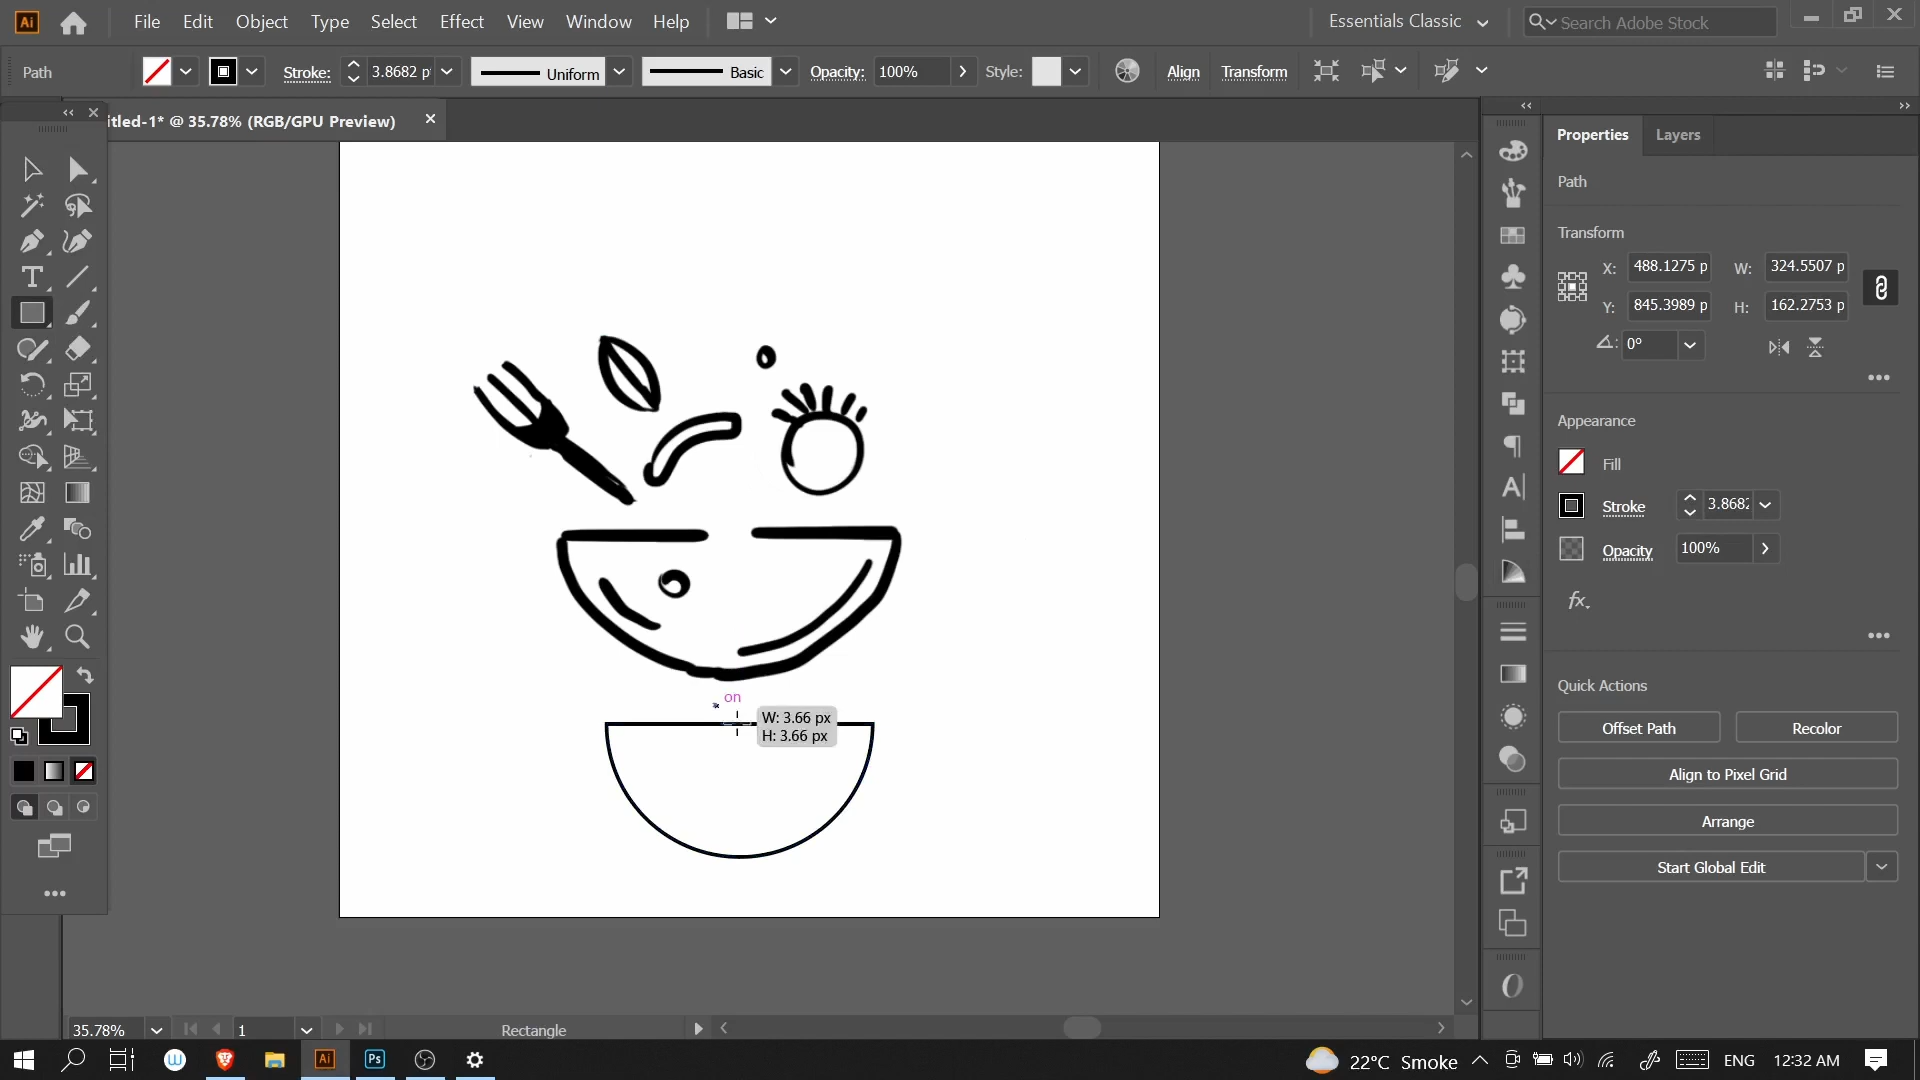 Ai File Edit Object Type Select Effect View Window Help Essentials Classic Search Adobe Stock
Path Stroke: 3.8682 p Uniform Basic Opacity: 100% Style: Align Transform
itled-1* @ 35.78% (RGB/GPU Preview)
Properties Layers
Path
Transform
X: 488.1275 p W: 324.5507 p
Y: 845.3989 p H: 162.2753 p
0°
Appearance
Fill
Stroke 3.8682
Opacity 100%
fx
on
W: 3.66 px
H: 3.66 px
Quick Actions
Offset Path Recolor
Align to Pixel Grid
Arrange
Start Global Edit
35.78% 1 Rectangle
Ai Ps 22°C Smoke ENG 12:32 AM